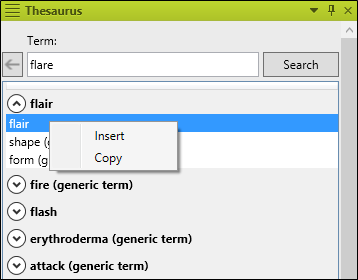 Thesaurus
Term:
flare
Search
flair
flair
shape (g
form (g
Insert
Copy
fire (generic term)
flash
erythroderma (generic term)
attack (generic term)